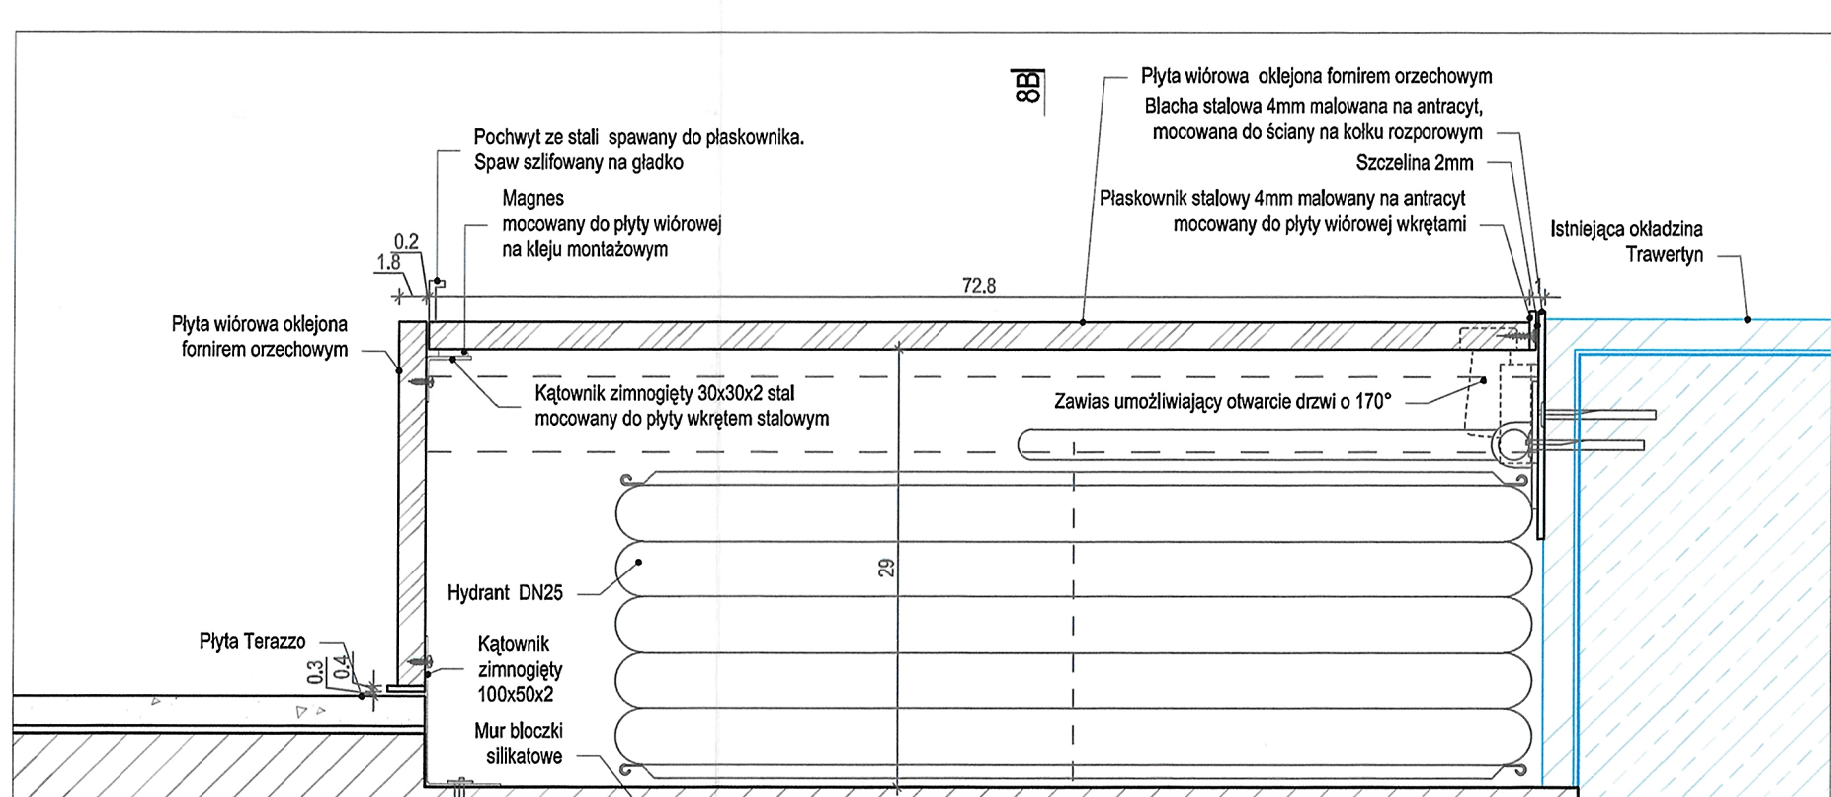 8B
Płyta wiórowa oklejona fornirem orzechowym
Blacha stalowa 4mm malowana na antracyt,
mocowana do ściany na kołku rozporowym
Szczelina 2mm
Płaskownik stalowy 4mm malowany na antracyt
mocowany do płyty wiórowej wkrętami
Istniejąca okładzina
Trawertyn
Pochwyt ze stali spawany do płaskownika.
Spaw szlifowany na gładko
Magnes
mocowany do płyty wiórowej
na kleju montażowym
0.2
1.8
72.8
Płyta wiórowa oklejona
fornirem orzechowym
Kątownik zimnogięty 30x30x2 stal
mocowany do płyty wkrętem stalowym
Zawias umożliwiający otwarcie drzwi o 170°
29
Hydrant DN25
Płyta Terazzo
0.3
0.4
Kątownik
zimnogięty
100x50x2
Mur bloczki
silikatowe